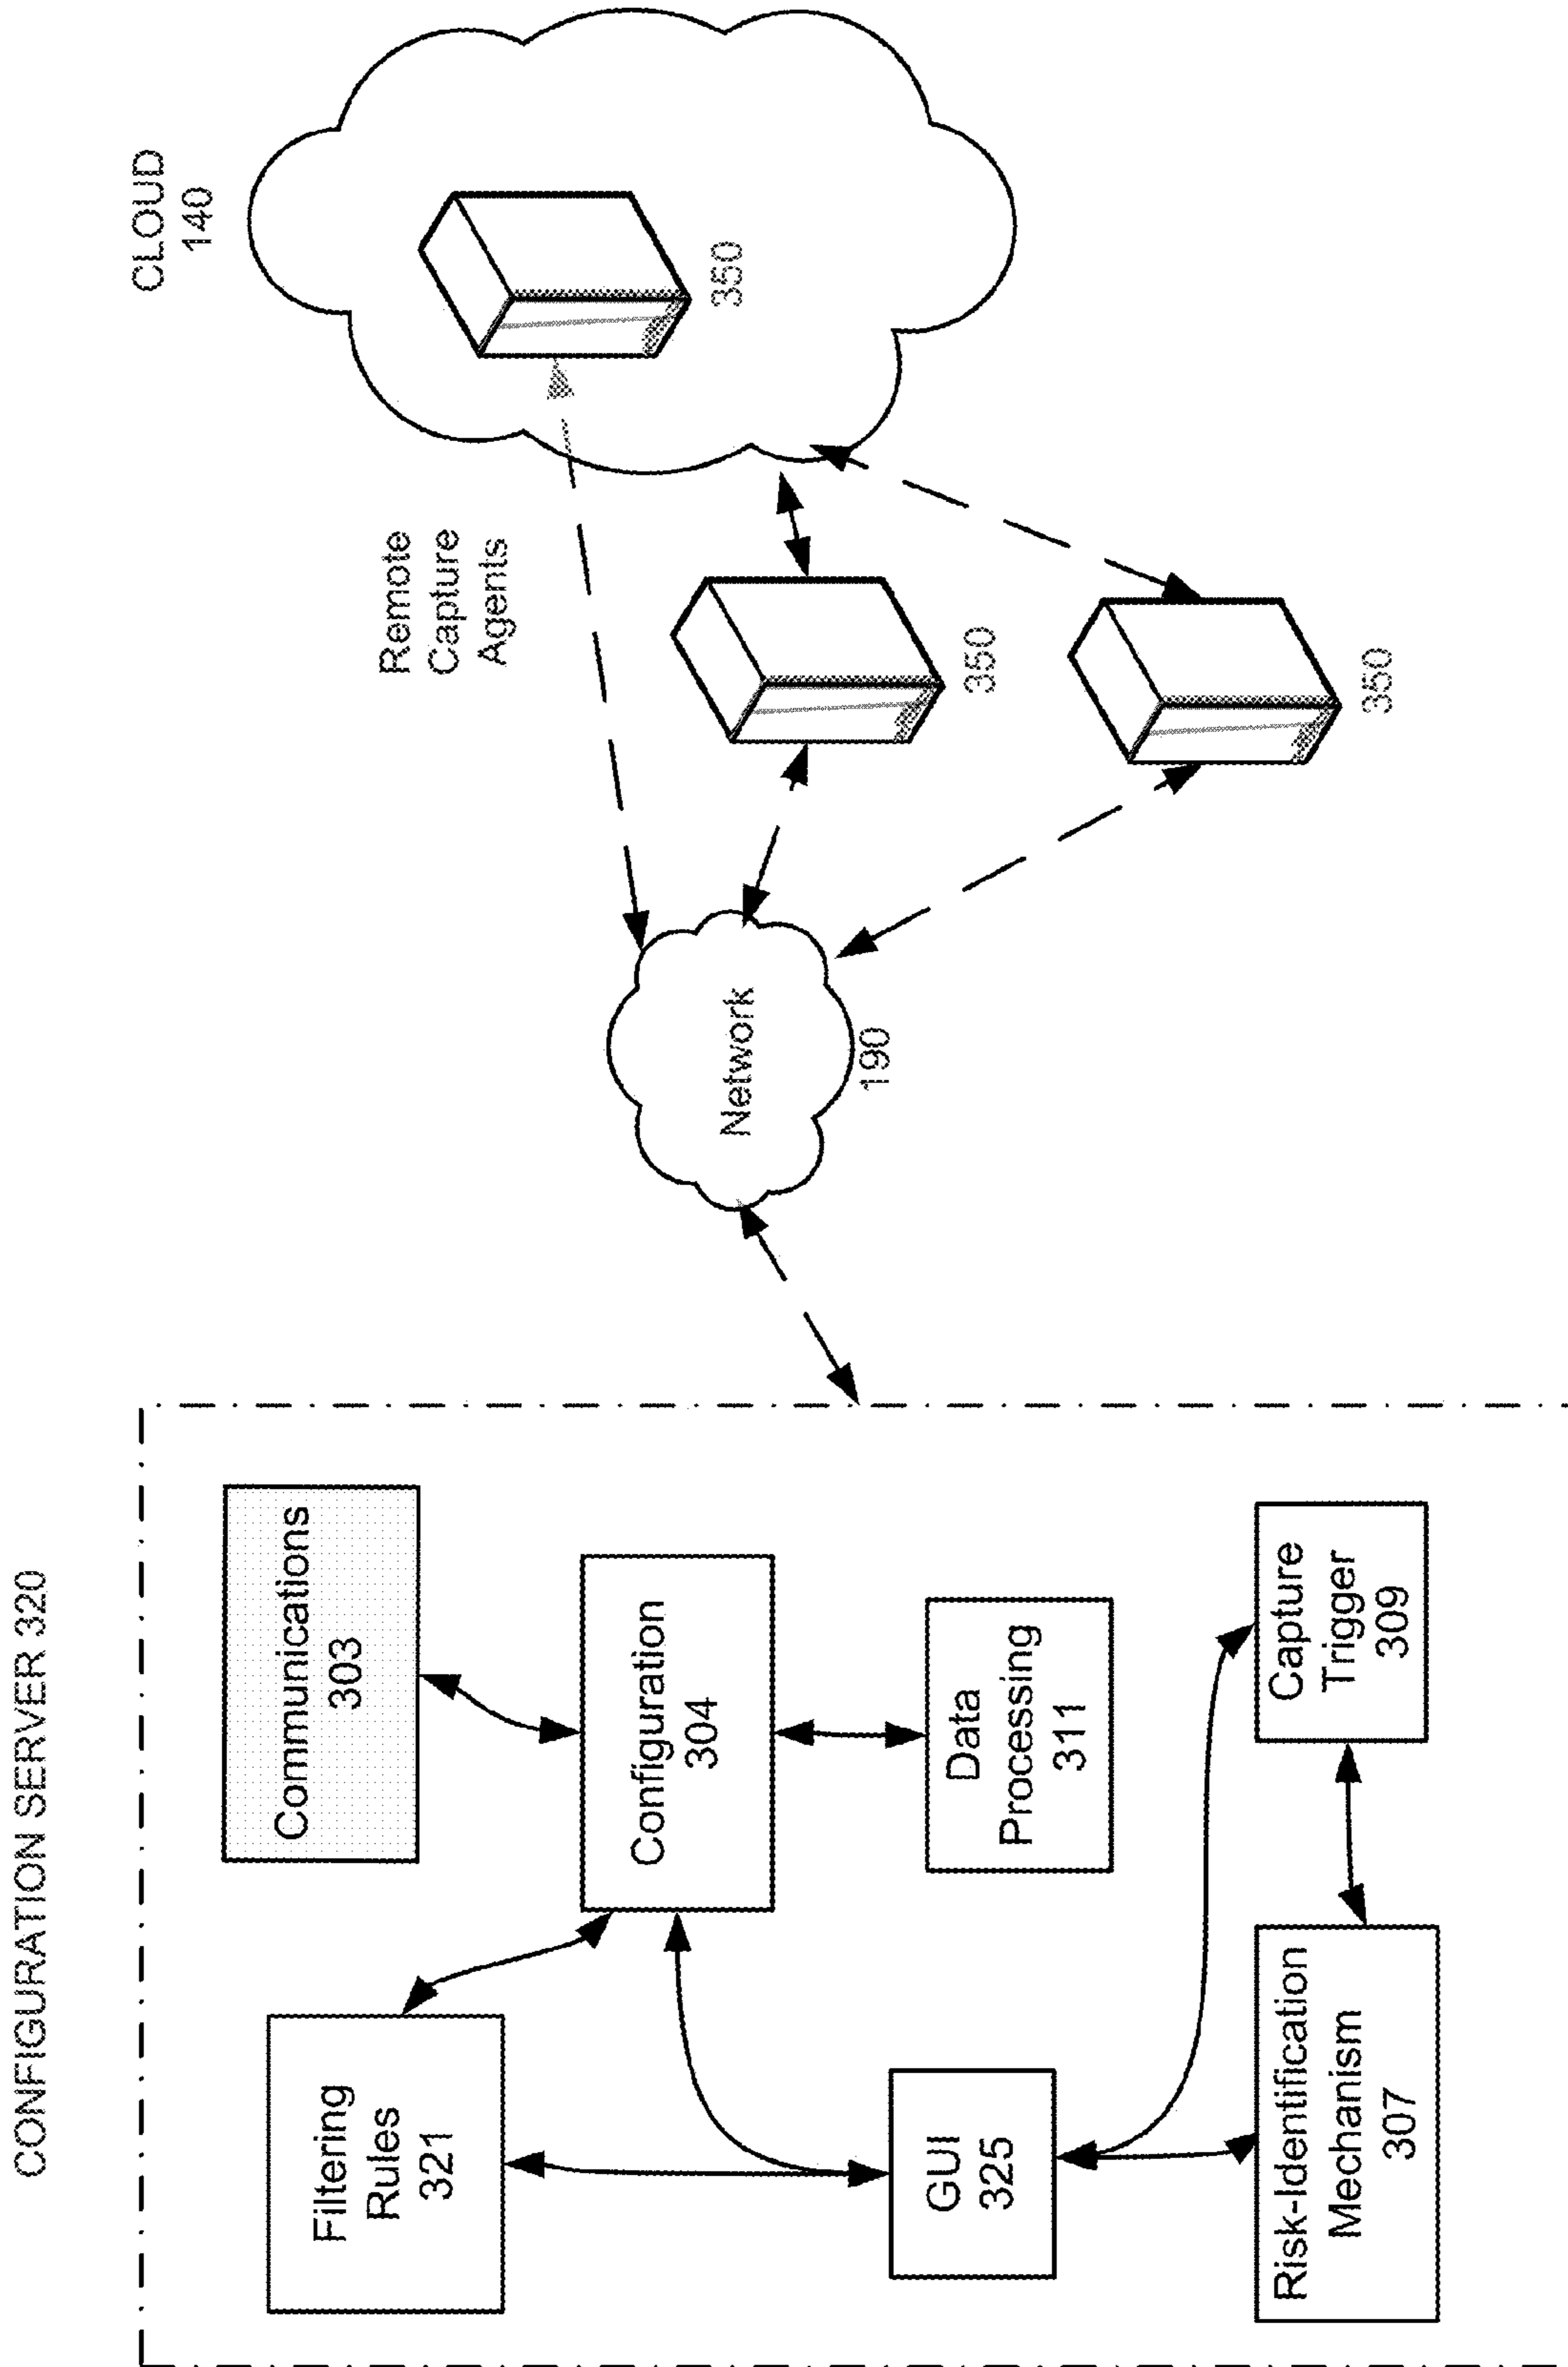 CONFIGURATION SERVER 320
Filtering
Rules
321
Communications
303
Configuration
304
GUI
325
Data
Processing
311
Risk-Identification
Mechanism
307
Capture
Trigger
309
Network
190
Remote
Capture
Agents
350
350
CLOUD
140
350